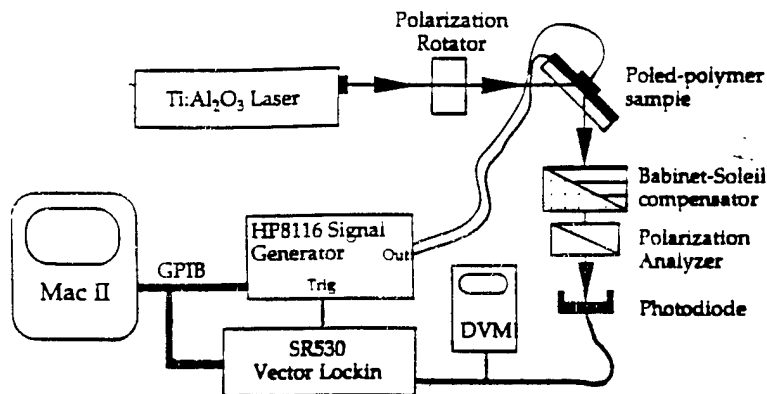 Polarization
Rotator
Ti:Al₂O₃ Laser
Poled-polymer
sample
Babinet-Soleil
compensator
HP8116 Signal
Generator
Out
Trig
GPIB
Mac II
Polarization
Analyzer
DVM
Photodiode
SR530
Vector Lockin